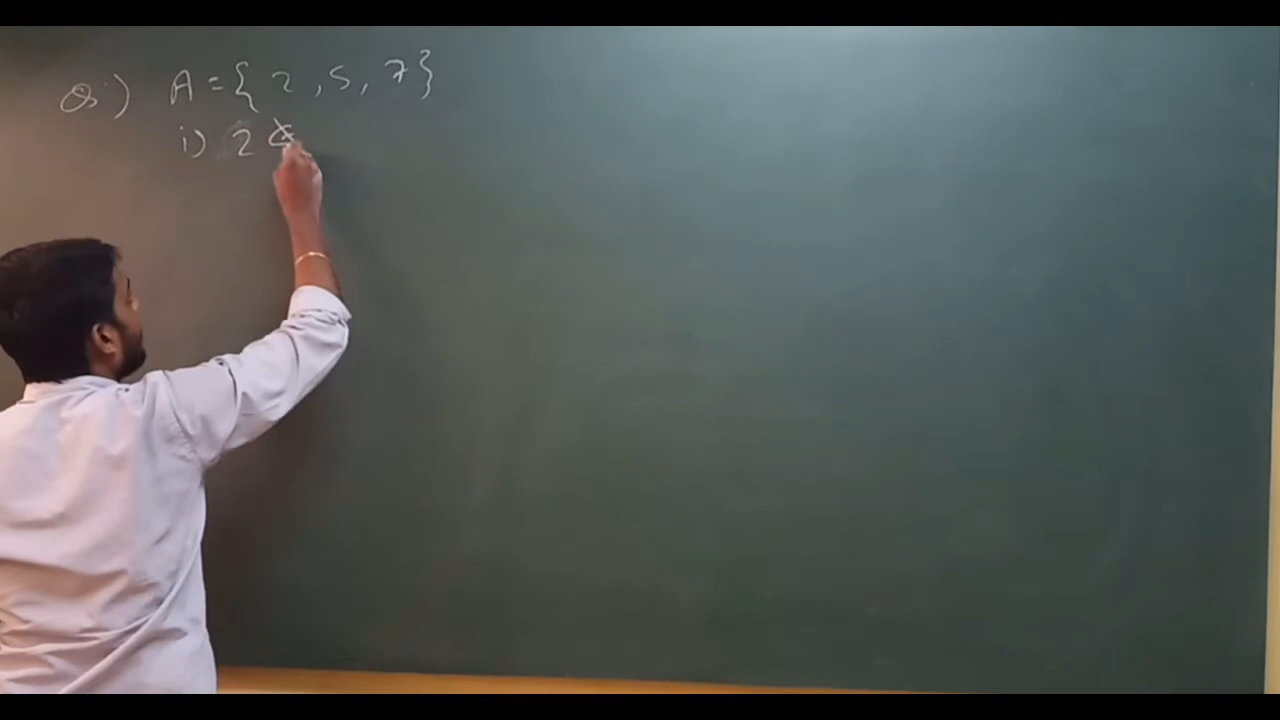 Q:) A = { 2 , 5 , 7 }
i) 2